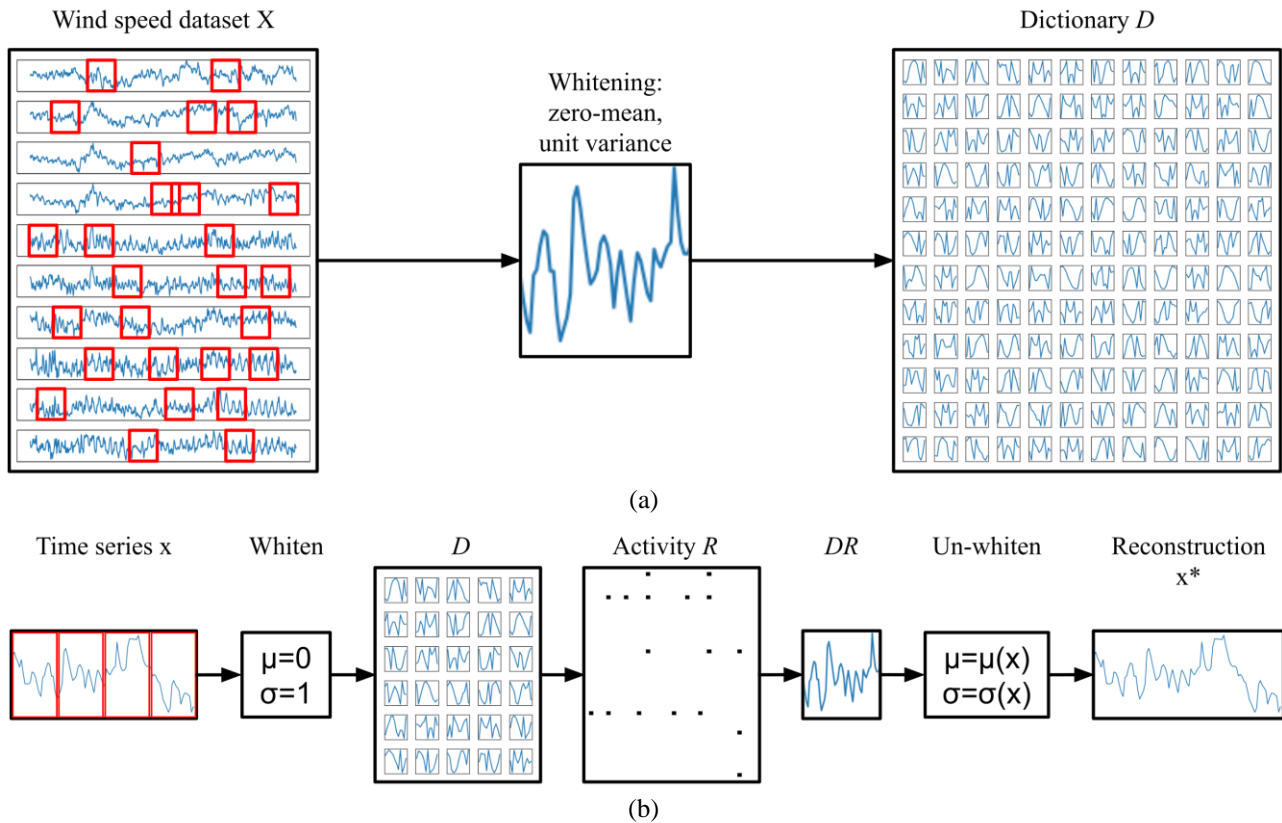 Wind speed dataset X
Dictionary D
Whitening:
zero-mean,
unit variance
(a)
Time series x
Whiten
D
Activity R
DR
Un-whiten
Reconstruction
x*
μ=0
σ=1
μ=μ(x)
σ=σ(x)
(b)